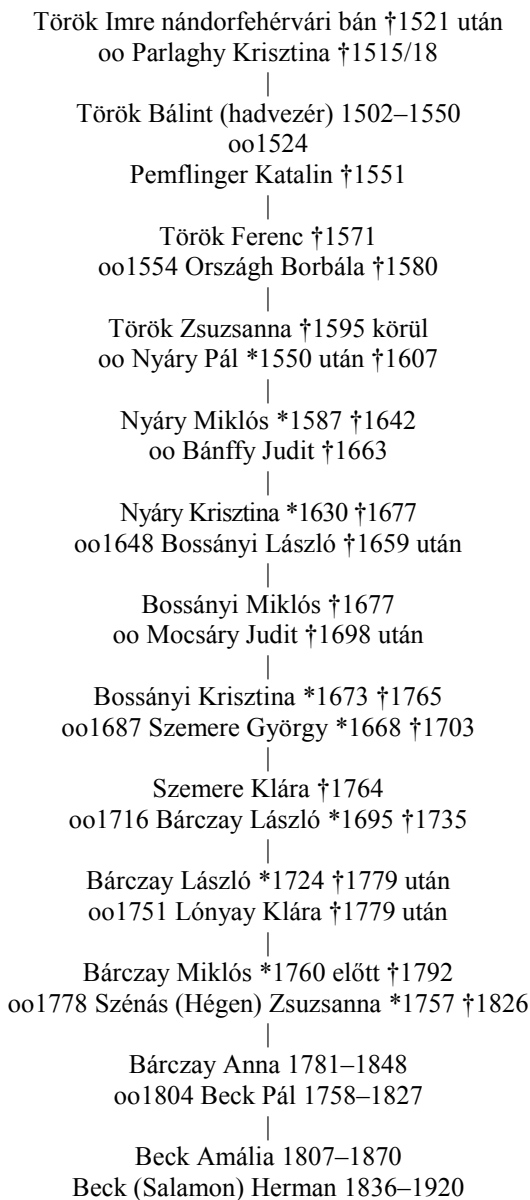 Török Imre nándorfehérvári bán †1521 után
oo Parlaghy Krisztina †1515/18
|
Török Bálint (hadvezér) 1502–1550
oo1524
Pemflinger Katalin †1551
|
Török Ferenc †1571
oo1554 Országh Borbála †1580
|
Török Zsuzsanna †1595 körül
oo Nyáry Pál *1550 után †1607
|
Nyáry Miklós *1587 †1642
oo Bánffy Judit †1663
|
Nyáry Krisztina *1630 †1677
oo1648 Bossányi László †1659 után
|
Bossányi Miklós †1677
oo Mocsáry Judit †1698 után
|
Bossányi Krisztina *1673 †1765
oo1687 Szemere György *1668 †1703
|
Szemere Klára †1764
oo1716 Bárczay László *1695 †1735
|
Bárczay László *1724 †1779 után
oo1751 Lónyay Klára †1779 után
|
Bárczay Miklós *1760 előtt †1792
oo1778 Szénás (Hégen) Zsuzsanna *1757 †1826
|
Bárczay Anna 1781–1848
oo1804 Beck Pál 1758–1827
|
Beck Amália 1807–1870
Beck (Salamon) Herman 1836–1920